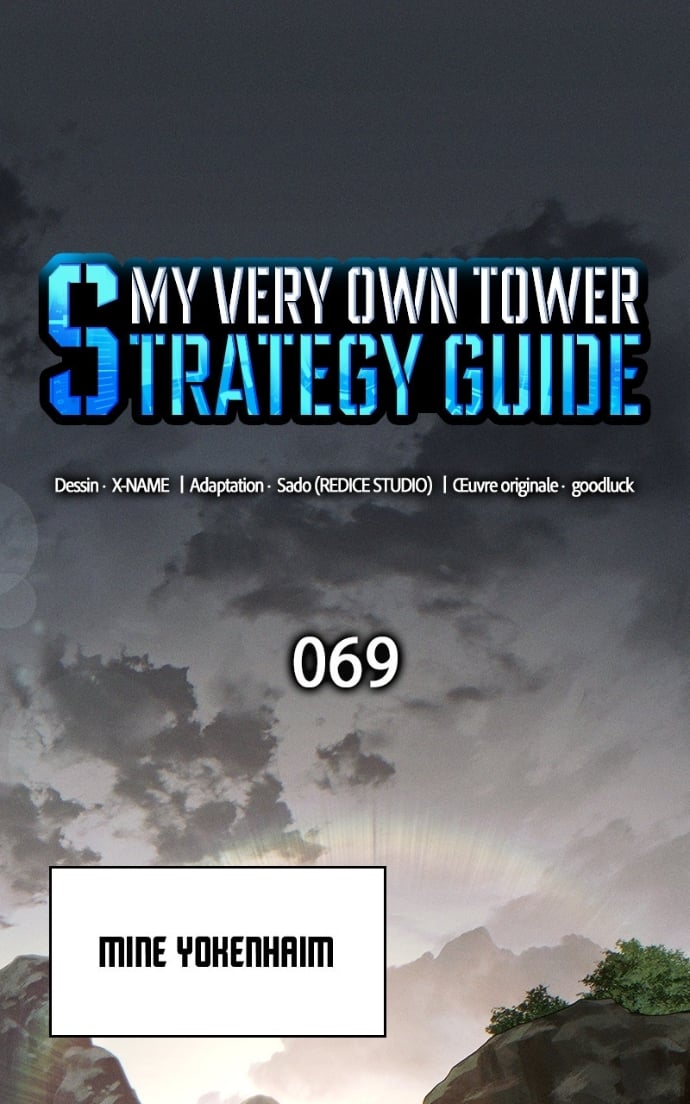 MY VERY OWN TOWER
STRATEGY GUIDE
Dessin · X-NAME | Adaptation · Sado (REDICE STUDIO) | Œuvre originale · goodluck
069
MINE YOKENHAIM